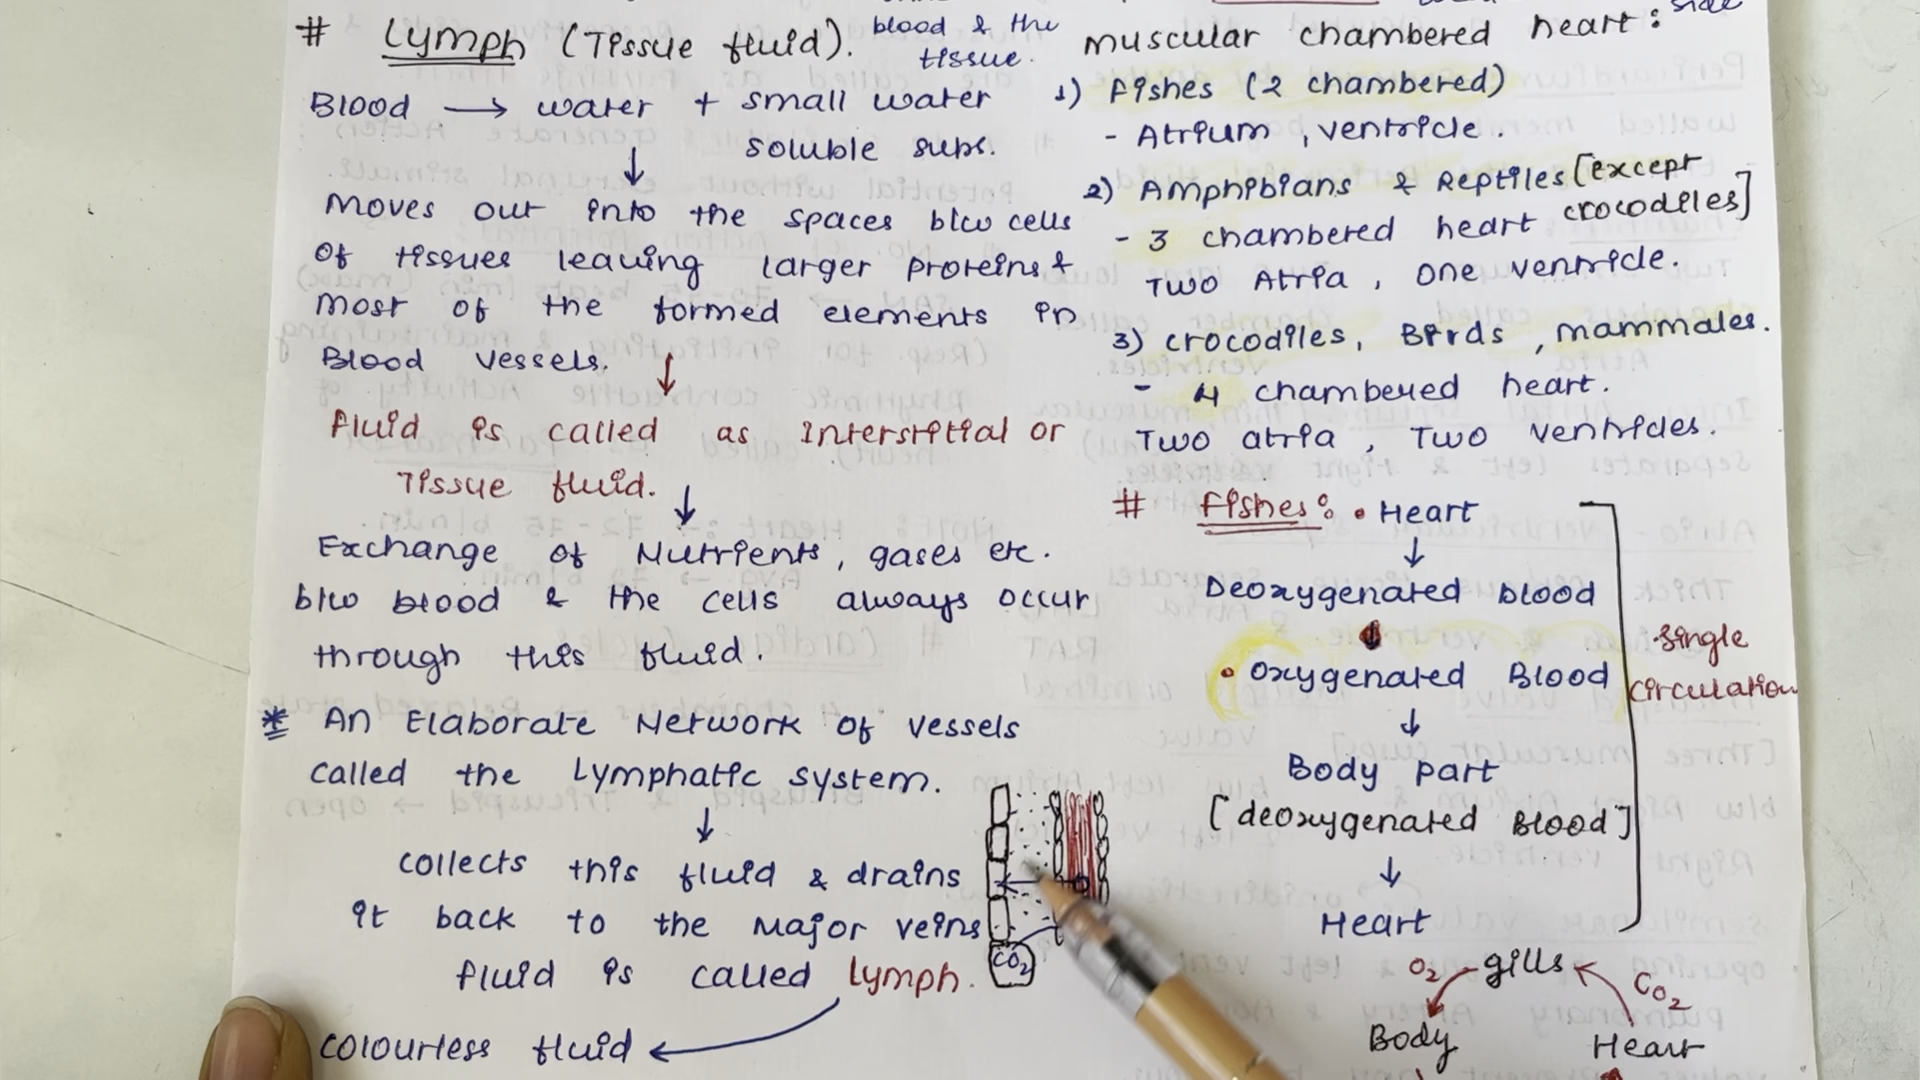 # Lymph (Tissue fluid).
blood & the
tissue.
Blood → water + small water
soluble subs.
↓
Moves out into the spaces b/w cells
of tissues leaving larger proteins &
most of the formed elements in
Blood vessels. ↓
fluid is called as Interstitial or
Tissue fluid. ↓
Exchange of Nutrients, gases etc.
b/w blood & the cells always occur
through this fluid.
* An Elaborate Network of vessels
called the Lymphatic system.
↓
collects this fluid & drains
it back to the Major veins
fluid is called lymph.
colourless fluid ←
CO2
side
muscular chambered heart:
1) Fishes (2 chambered)
- Atrium, ventricle.
2) Amphibians & Reptiles [except
crocodiles]
- 3 chambered heart
Two Atria, one ventricle.
3) crocodiles, Birds, mammales.
- 4 chambered heart.
Two atria, Two ventricles.
# Fishes: • Heart
↓
Deoxygenated blood
↓
• Oxygenated Blood
↓
Body part
[deoxygenated Blood]
↓
Heart
single
circulation
O2 gills CO2
Body Heart